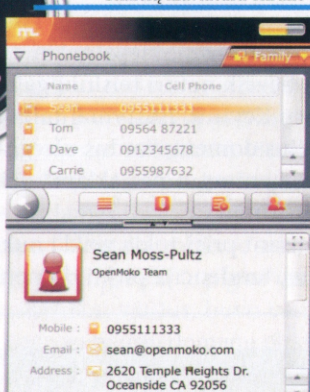 Phonebook
Family
Name Cell Phone
Sean 0955111333
Tom 09564 87221
Dave 0912345678
Carrie 0955987632
Sean Moss-Pultz
OpenMoko Team
Mobile : 0955111333
Email : sean@openmoko.com
Address : 2620 Temple Heights Dr.
Oceanside CA 92056